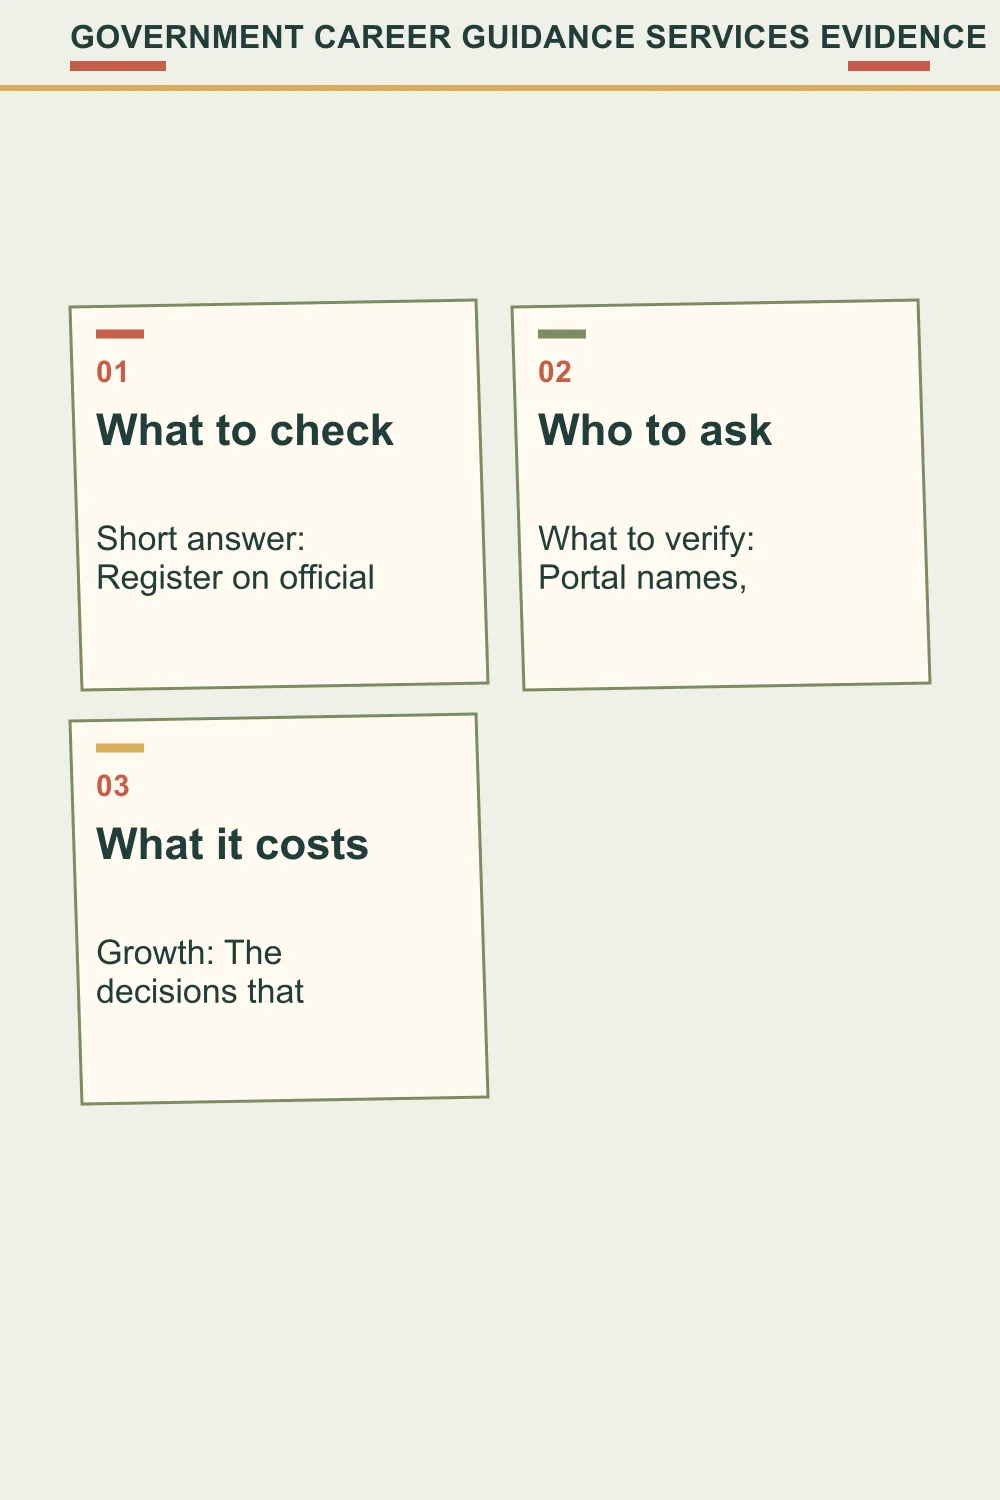 GOVERNMENT CAREER GUIDANCE SERVICES EVIDENCE
01
What to check
Short answer:
Register on official
02
Who to ask
What to verify:
Portal names,
03
What it costs
Growth: The
decisions that